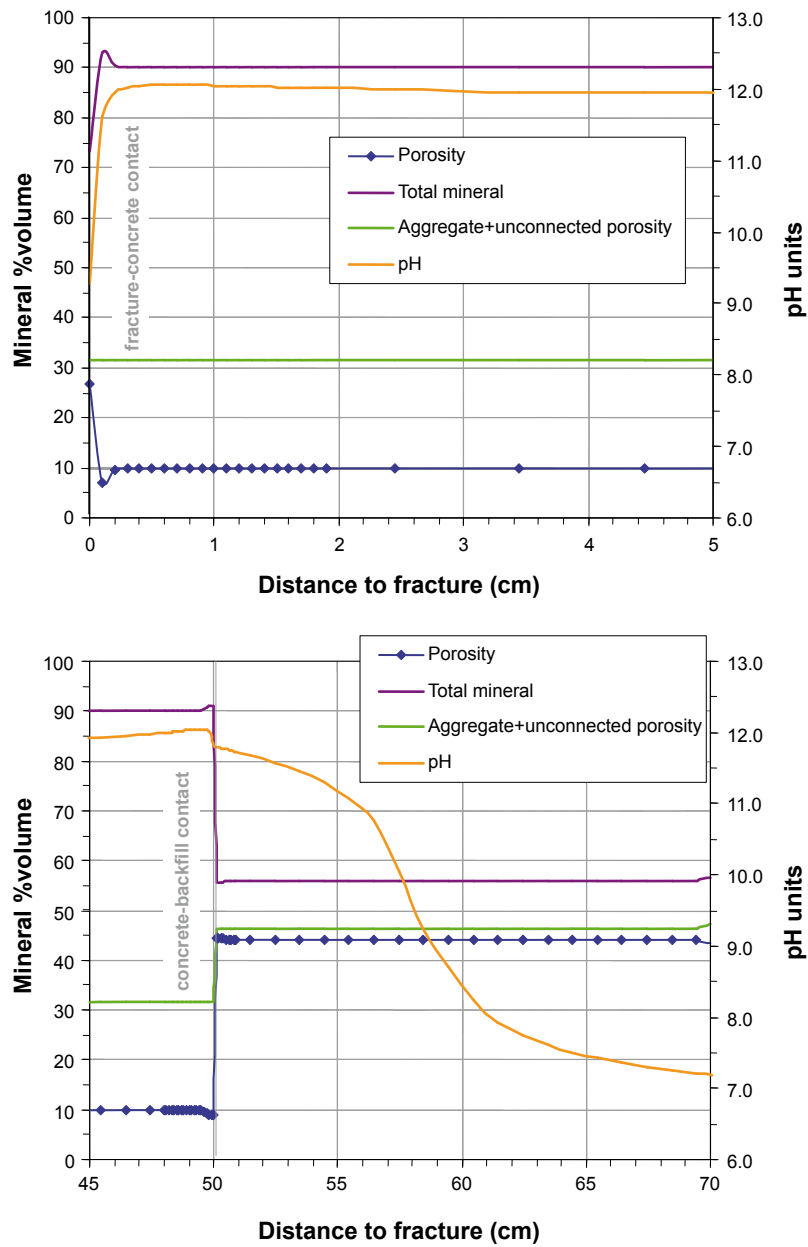 100
90
80
70
60
50
40
30
20
10
0
Mineral %volume
13.0
12.0
11.0
10.0
9.0
8.0
7.0
6.0
pH units
fracture-concrete contact
Porosity
Total mineral
Aggregate+unconnected porosity
pH
0 1 2 3 4 5
Distance to fracture (cm)
100
90
80
70
60
50
40
30
20
10
0
Mineral %volume
13.0
12.0
11.0
10.0
9.0
8.0
7.0
6.0
pH units
concrete-backfill contact
Porosity
Total mineral
Aggregate+unconnected porosity
pH
45 50 55 60 65 70
Distance to fracture (cm)